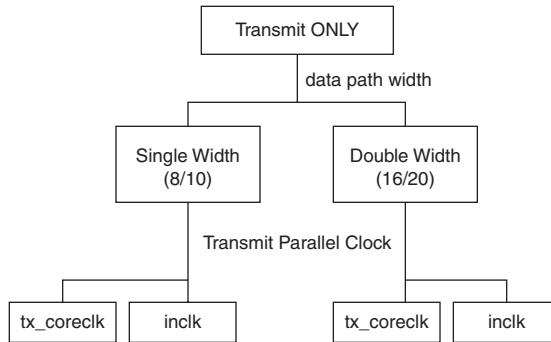 Transmit ONLY
data path width
Single Width
(8/10)
Double Width
(16/20)
Transmit Parallel Clock
tx_coreclk
inclk
tx_coreclk
inclk